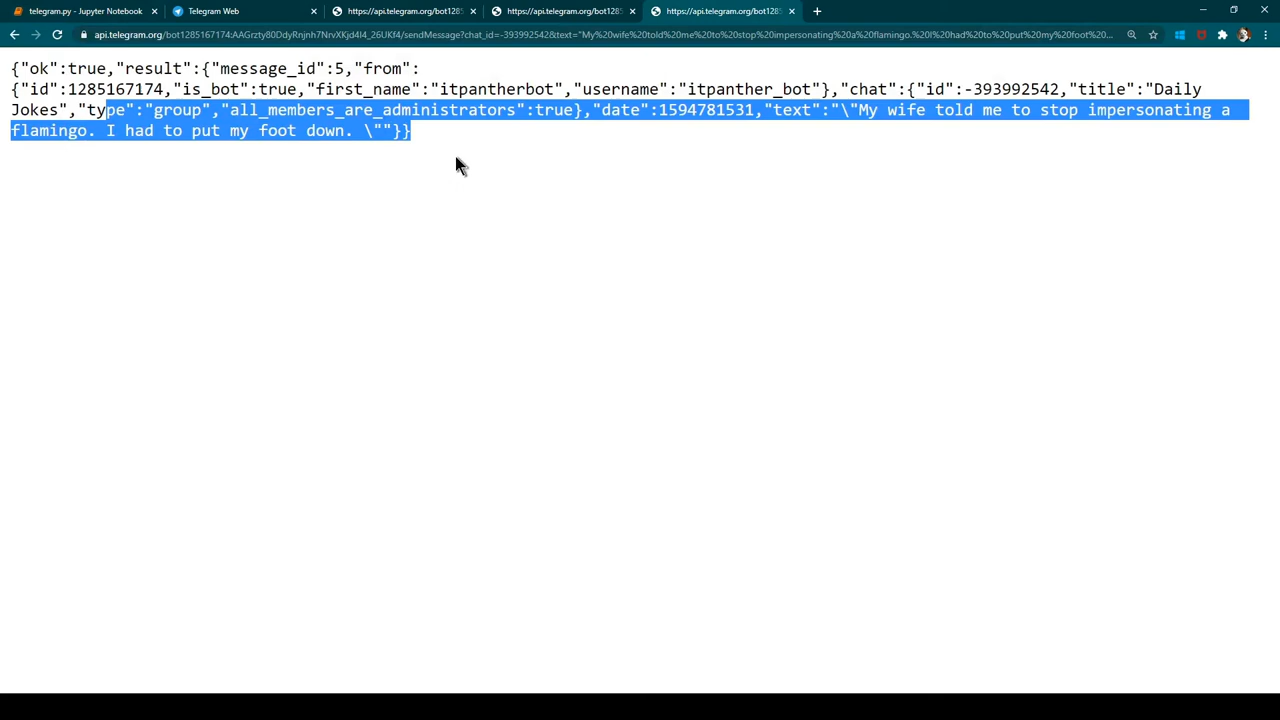 telegram.py - Jupyter Notebook
Telegram Web
https://api.telegram.org/bot1285
https://api.telegram.org/bot1285
https://api.telegram.org/bot1285
api.telegram.org/bot1285167174:AAGrzty80DdyRnjnh7NrvXKjd4l4_26UKf4/sendMessage?chat_id=-393992542&text="My%20wife%20told%20me%20to%20stop%20impersonating%20a%20flamingo.%20I%20had%20to%20put%20my%20foot%20...
{"ok":true,"result":{"message_id":5,"from":
{"id":1285167174,"is_bot":true,"first_name":"itpantherbot","username":"itpanther_bot"},"chat":{"id":-393992542,"title":"Daily
Jokes","type":"group","all_members_are_administrators":true},"date":1594781531,"text":"\"My wife told me to stop impersonating a
flamingo. I had to put my foot down. \""}}